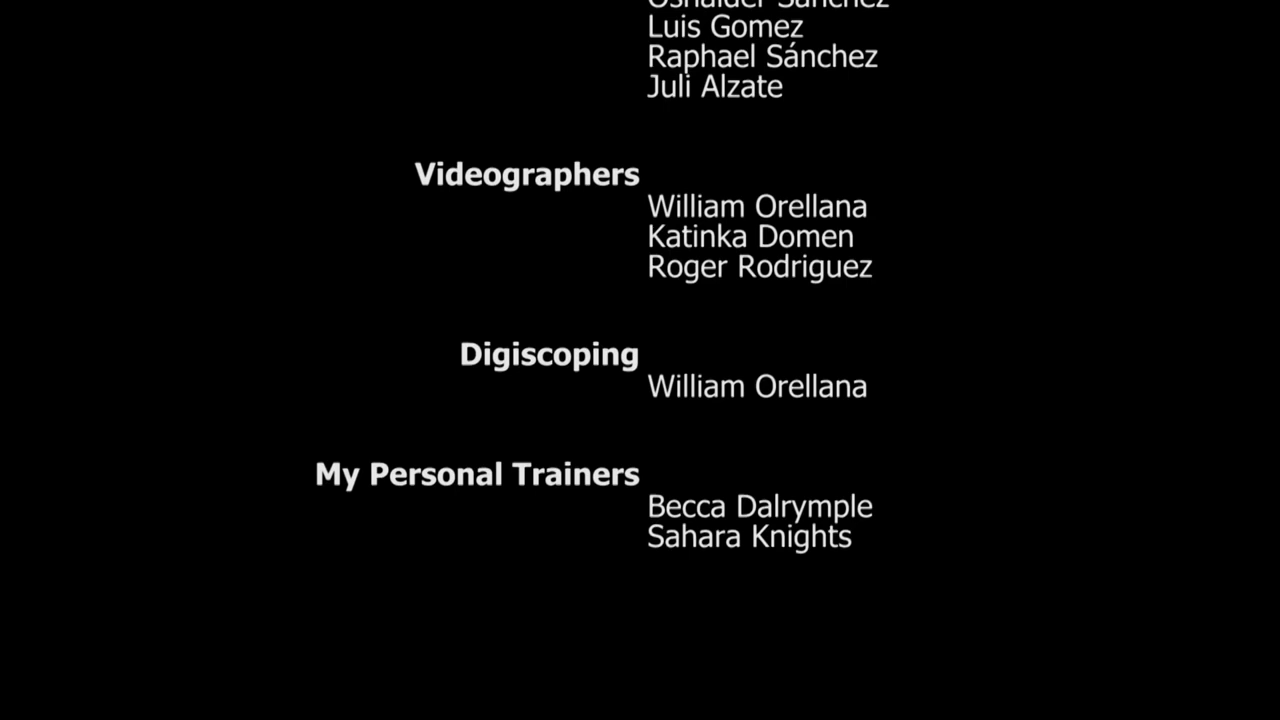 Sánchez
Luis Gomez
Raphael Sánchez
Juli Alzate
Videographers
William Orellana
Katinka Domen
Roger Rodriguez
Digiscoping
William Orellana
My Personal Trainers
Becca Dalrymple
Sahara Knights